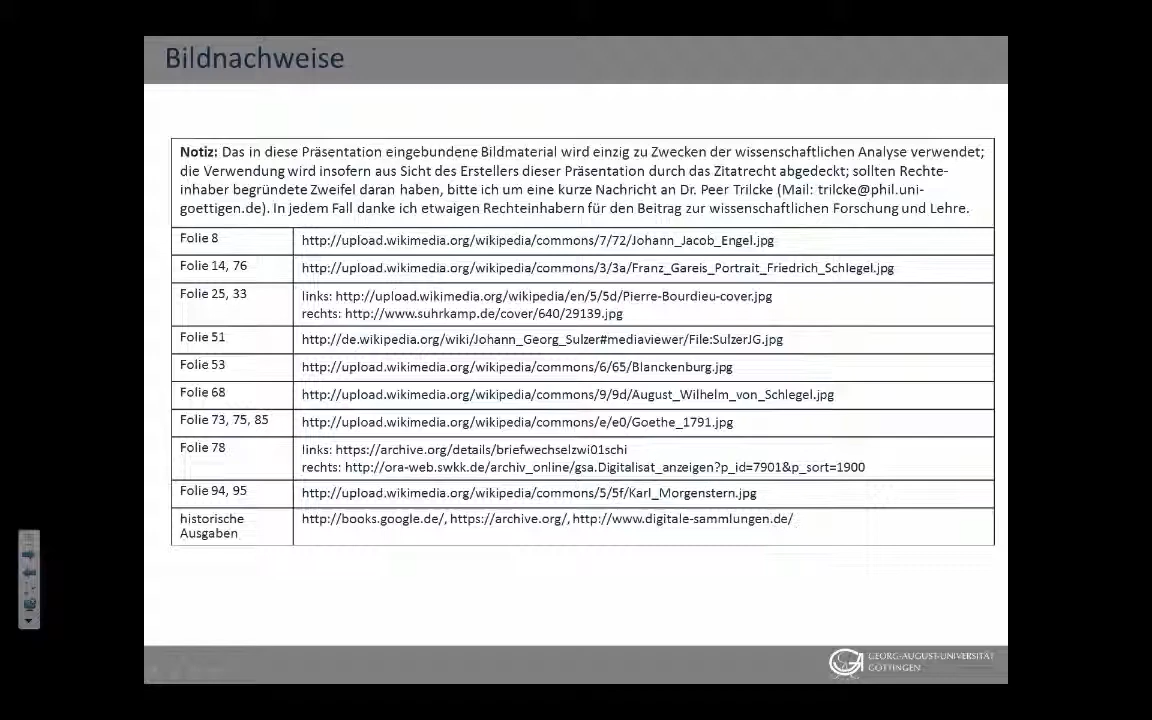 Bildnachweise
Notiz: Das in diese Präsentation eingebundene Bildmaterial wird einzig zu Zwecken der wissenschaftlichen Analyse verwendet;
die Verwendung wird insofern aus Sicht des Erstellers dieser Präsentation durch das Zitatrecht abgedeckt; sollten Rechte-
inhaber begründete Zweifel daran haben, bitte ich um eine kurze Nachricht an Dr. Peer Trilcke (Mail: trilcke@phil.uni-
goettigen.de). In jedem Fall danke ich etwaigen Rechteinhabern für den Beitrag zur wissenschaftlichen Forschung und Lehre.
Folie 8 http://upload.wikimedia.org/wikipedia/commons/7/72/Johann_Jacob_Engel.jpg
Folie 14, 76 http://upload.wikimedia.org/wikipedia/commons/3/3a/Franz_Gareis_Portrait_Friedrich_Schlegel.jpg
Folie 25, 33 links: http://upload.wikimedia.org/wikipedia/en/5/5d/Pierre-Bourdieu-cover.jpg
rechts: http://www.suhrkamp.de/cover/640/29139.jpg
Folie 51 http://de.wikipedia.org/wiki/Johann_Georg_Sulzer#mediaviewer/File:SulzerJG.jpg
Folie 53 http://upload.wikimedia.org/wikipedia/commons/6/65/Blanckenburg.jpg
Folie 68 http://upload.wikimedia.org/wikipedia/commons/9/9d/August_Wilhelm_von_Schlegel.jpg
Folie 73, 75, 85 http://upload.wikimedia.org/wikipedia/commons/e/e0/Goethe_1791.jpg
Folie 78 links: https://archive.org/details/briefwechselzwi01schi
rechts: http://ora-web.swkk.de/archiv_online/gsa.Digitalisat_anzeigen?p_id=7901&p_sort=1900
Folie 94, 95 http://upload.wikimedia.org/wikipedia/commons/5/5f/Karl_Morgenstern.jpg
historische http://books.google.de/, https://archive.org/, http://www.digitale-sammlungen.de/
Ausgaben
GEORG-AUGUST-UNIVERSITÄT
GÖTTINGEN